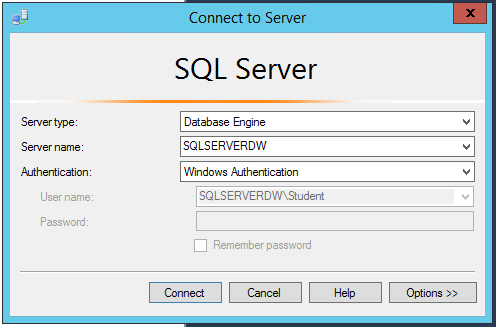 Connect to Server
x
SQL Server
Server type:
Database Engine
Server name:
SQLSERVERDW
Authentication:
Windows Authentication
User name:
SQLSERVERDW\Student
Password:
Remember password
Connect
Cancel
Help
Options >>